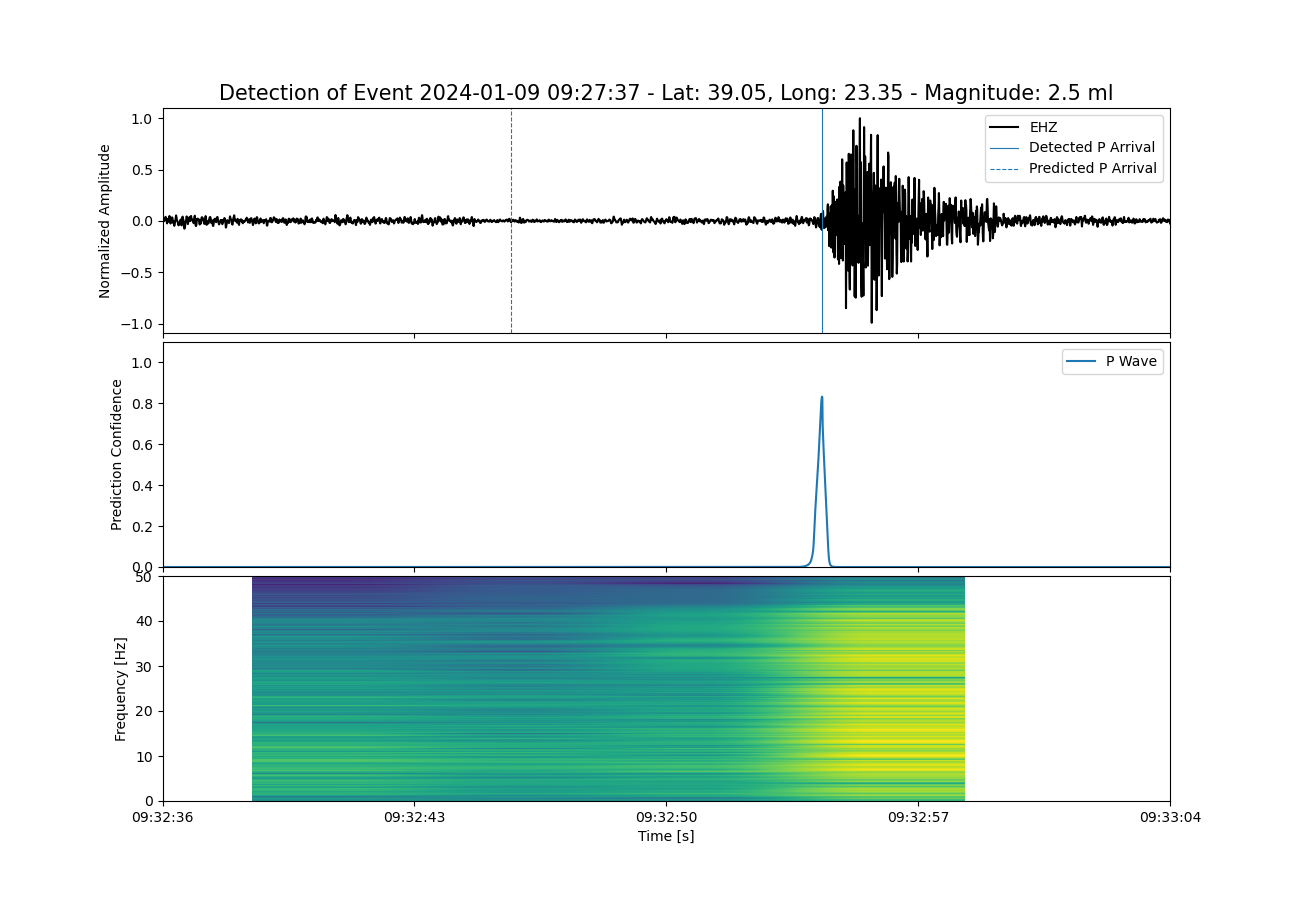 Detection of Event 2024-01-09 09:27:37 - Lat: 39.05, Long: 23.35 - Magnitude: 2.5 ml
Normalized Amplitude
1.0
0.5
0.0
−0.5
−1.0
EHZ
Detected P Arrival
Predicted P Arrival
Prediction Confidence
1.0
0.8
0.6
0.4
0.2
0.0
P Wave
Frequency [Hz]
50
40
30
20
10
0
09:32:36
09:32:43
09:32:50
09:32:57
09:33:04
Time [s]